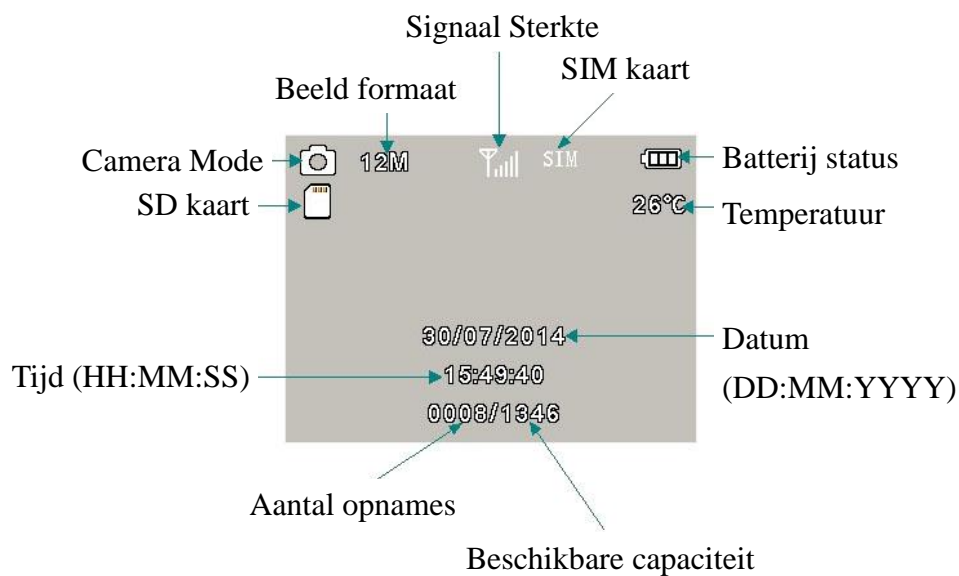 Signaal Sterkte
SIM kaart
Beeld formaat
Camera Mode
12M
SIM
Batterij status
SD kaart
26°C
Temperatuur
30/07/2014
Datum
Tijd (HH:MM:SS)
15:49:40
(DD:MM:YYYY)
0008/1346
Aantal opnames
Beschikbare capaciteit